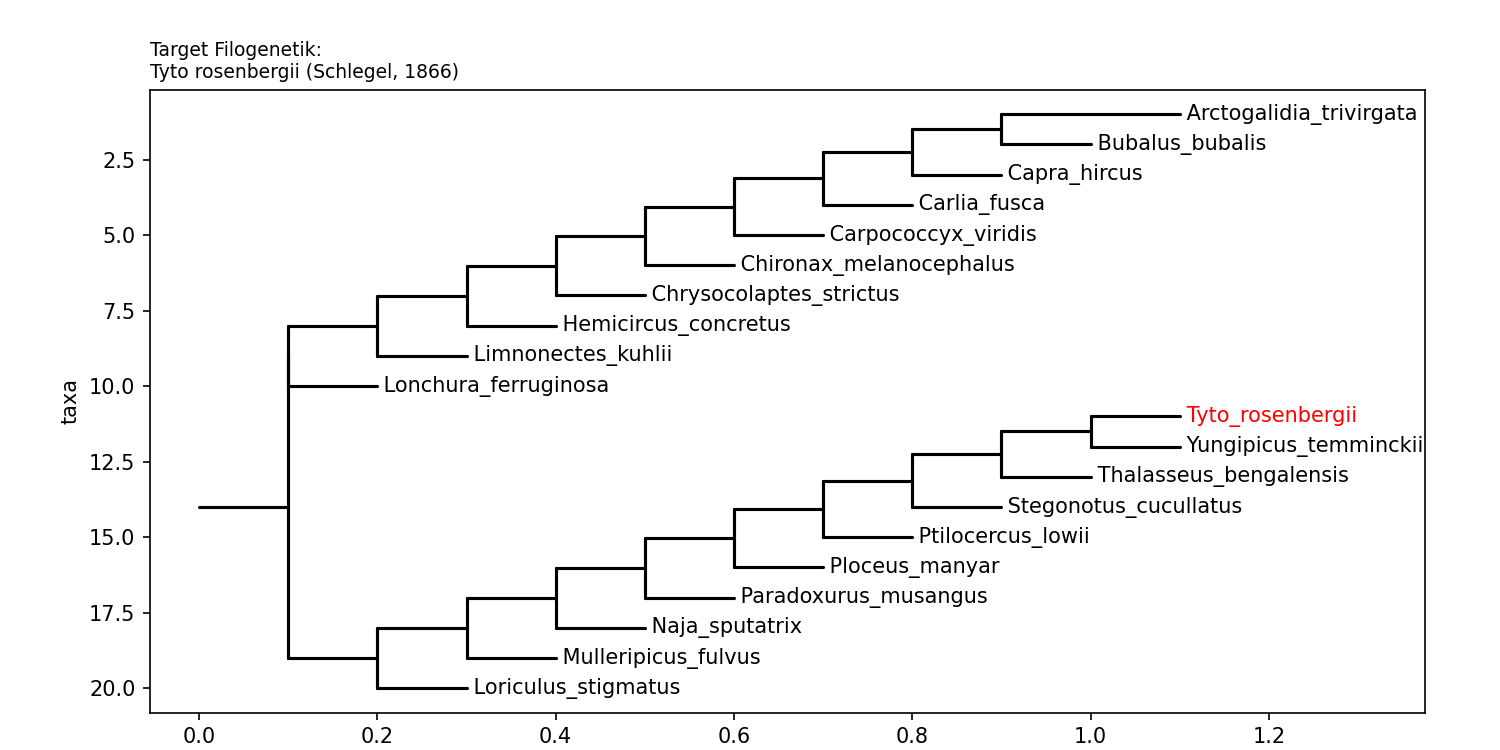 Target Filogenetik:
Tyto rosenbergii (Schlegel, 1866)
Arctogalidia_trivirgata
Bubalus_bubalis
2.5
Capra_hircus
Carlia_fusca
5.0
Carpococcyx_viridis
Chironax_melanocephalus
Chrysocolaptes_strictus
7.5
Hemicircus_concretus
Limnonectes_kuhlii
10.0
Lonchura_ferruginosa
taxa
Tyto_rosenbergii
Yungipicus_temminckii
12.5
Thalasseus_bengalensis
Stegonotus_cucullatus
15.0
Ptilocercus_lowii
Ploceus_manyar
Paradoxurus_musangus
17.5
Naja_sputatrix
Mulleripicus_fulvus
20.0
Loriculus_stigmatus
0.0 0.2 0.4 0.6 0.8 1.0 1.2